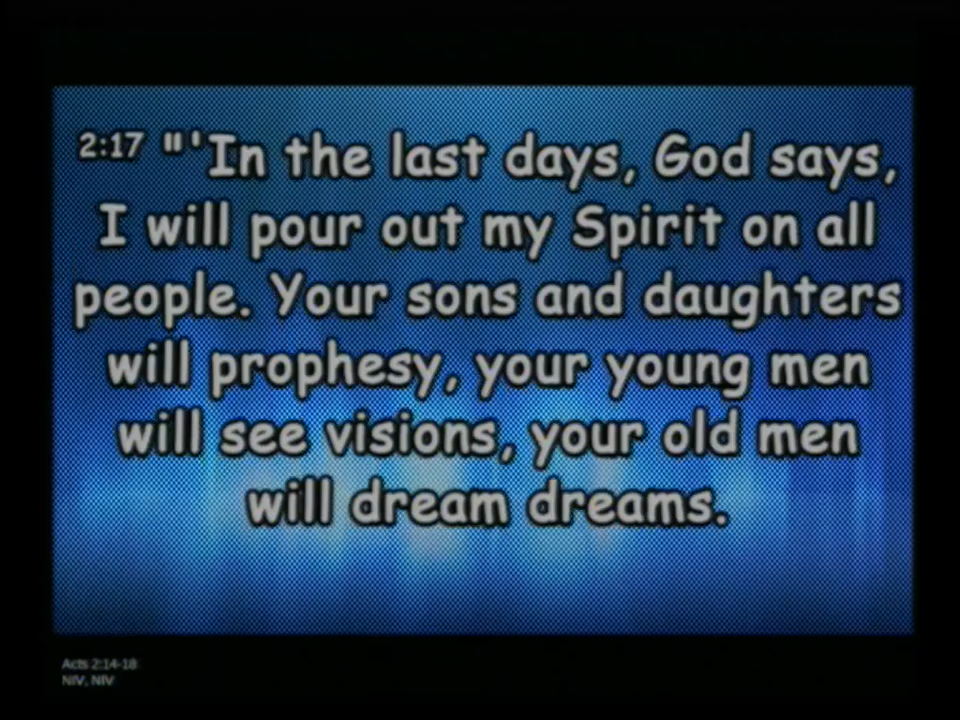 2:17 "'In the last days, God says,
I will pour out my Spirit on all
people. Your sons and daughters
will prophesy, your young men
will see visions, your old men
will dream dreams.
Acts 2:14-18
NIV, NIV